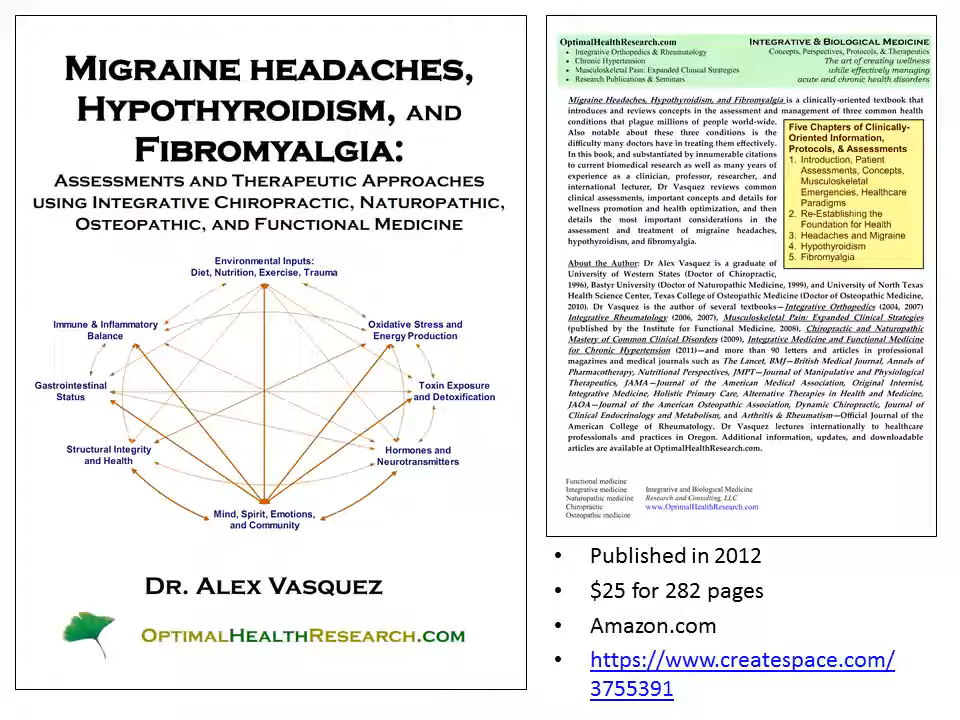 MIGRAINE HEADACHES,
HYPOTHYROIDISM, AND
FIBROMYALGIA:
ASSESSMENTS AND THERAPEUTIC APPROACHES
USING INTEGRATIVE CHIROPRACTIC, NATUROPATHIC,
OSTEOPATHIC, AND FUNCTIONAL MEDICINE
Environmental Inputs:
Diet, Nutrition, Exercise, Trauma
Immune & Inflammatory
Balance
Oxidative Stress and
Energy Production
Gastrointestinal
Status
Toxin Exposure
and Detoxification
Structural Integrity
and Health
Hormones and
Neurotransmitters
Mind, Spirit, Emotions,
and Community
DR. ALEX VASQUEZ
OPTIMALHEALTHRESEARCH.COM
OptimalHealthResearch.com
• Integrative Orthopedics & Rheumatology
• Chronic Hypertension
• Musculoskeletal Pain: Expanded Clinical Strategies
• Research Publications & Seminars
INTEGRATIVE & BIOLOGICAL MEDICINE
Concepts, Perspectives, Protocols, & Therapeutics
The art of creating wellness
while effectively managing
acute and chronic health disorders
Migraine Headaches, Hypothyroidism, and Fibromyalgia is a clinically-oriented textbook that
introduces and reviews concepts in the assessment and management of three common health
conditions that plague millions of people world-wide.
Also notable about these three conditions is the
difficulty many doctors have in treating them effectively.
In this book, and substantiated by innumerable citations
to current biomedical research as well as many years of
experience as a clinician, professor, researcher, and
international lecturer, Dr Vasquez reviews common
clinical assessments, important concepts and details for
wellness promotion and health optimization, and then
details the most important considerations in the
assessment and treatment of migraine headaches,
hypothyroidism, and fibromyalgia.
Five Chapters of Clinically-
Oriented Information,
Protocols, & Assessments
1. Introduction, Patient
Assessments, Concepts,
Musculoskeletal
Emergencies, Healthcare
Paradigms
2. Re-Establishing the
Foundation for Health
3. Headaches and Migraine
4. Hypothyroidism
5. Fibromyalgia
About the Author: Dr Alex Vasquez is a graduate of
University of Western States (Doctor of Chiropractic,
1996), Bastyr University (Doctor of Naturopathic Medicine, 1999), and University of North Texas
Health Science Center, Texas College of Osteopathic Medicine (Doctor of Osteopathic Medicine,
2010). Dr Vasquez is the author of several textbooks—Integrative Orthopedics (2004, 2007)
Integrative Rheumatology (2006, 2007), Musculoskeletal Pain: Expanded Clinical Strategies
(published by the Institute for Functional Medicine, 2008), Chiropractic and Naturopathic
Mastery of Common Clinical Disorders (2009), Integrative Medicine and Functional Medicine
for Chronic Hypertension (2011)—and more than 90 letters and articles in professional
magazines and medical journals such as The Lancet, BMJ—British Medical Journal, Annals of
Pharmacotherapy, Nutritional Perspectives, JMPT—Journal of Manipulative and Physiological
Therapeutics, JAMA—Journal of the American Medical Association, Original Internist,
Integrative Medicine, Holistic Primary Care, Alternative Therapies in Health and Medicine,
JAOA—Journal of the American Osteopathic Association, Dynamic Chiropractic, Journal of
Clinical Endocrinology and Metabolism, and Arthritis & Rheumatism—Official Journal of the
American College of Rheumatology. Dr Vasquez lectures internationally to healthcare
professionals and practices in Oregon. Additional information, updates, and downloadable
articles are available at OptimalHealthResearch.com.
Functional medicine
Integrative medicine
Naturopathic medicine
Chiropractic
Osteopathic medicine
Integrative and Biological Medicine
Research and Consulting, LLC
www.OptimalHealthResearch.com
• Published in 2012
• $25 for 282 pages
• Amazon.com
• https://www.createspace.com/
3755391